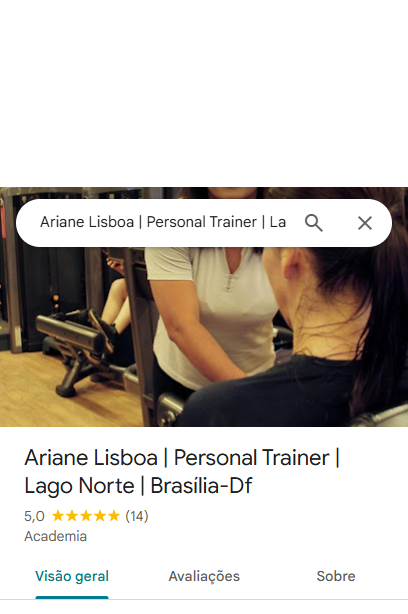 Ariane Lisboa | Personal Trainer | La
Ariane Lisboa | Personal Trainer |
Lago Norte | Brasília-Df
5,0 ★★★★★ (14)
Academia
Visão geral Avaliações Sobre